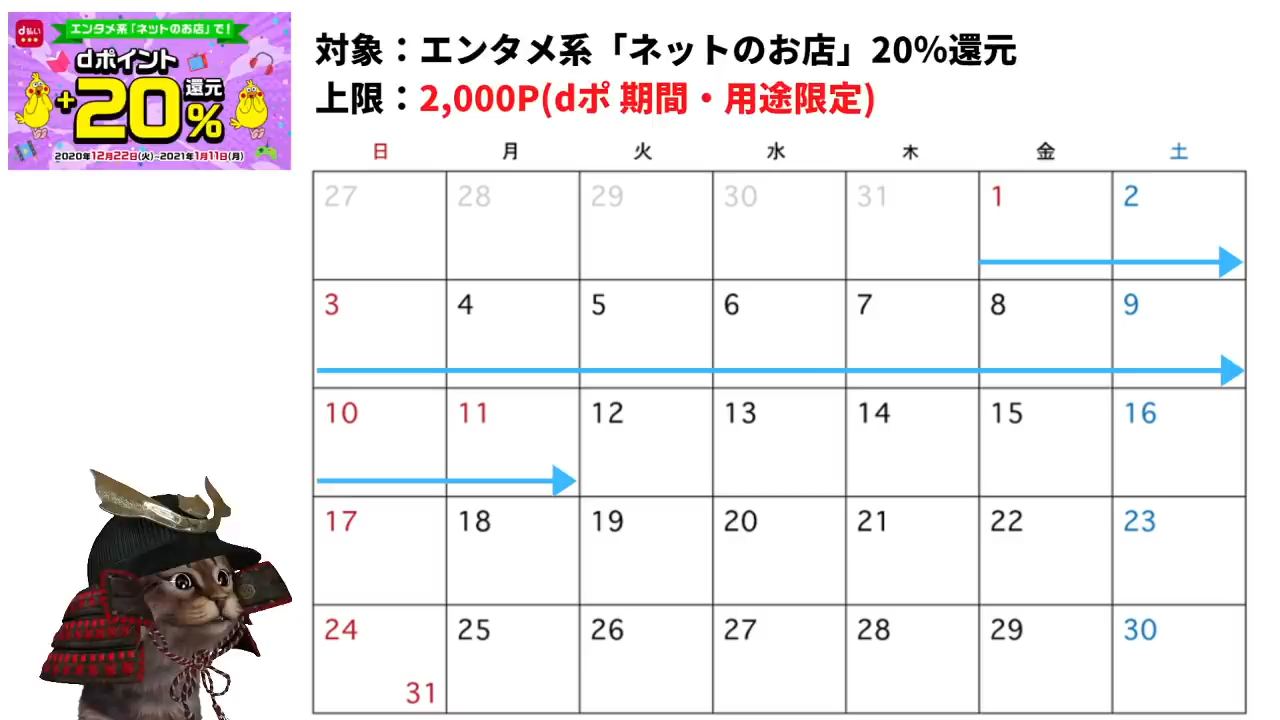 d払い
エンタメ系「ネットのお店」で!
dポイント
+20%
還元
2020年12月22日(火)~2021年1月11日(月)
対象：エンタメ系「ネットのお店」20%還元
上限：2,000P(dポ 期間・用途限定)
日 月 火 水 木 金 土
27 28 29 30 31 1 2
3 4 5 6 7 8 9
10 11 12 13 14 15 16
17 18 19 20 21 22 23
24 25 26 27 28 29 30
31